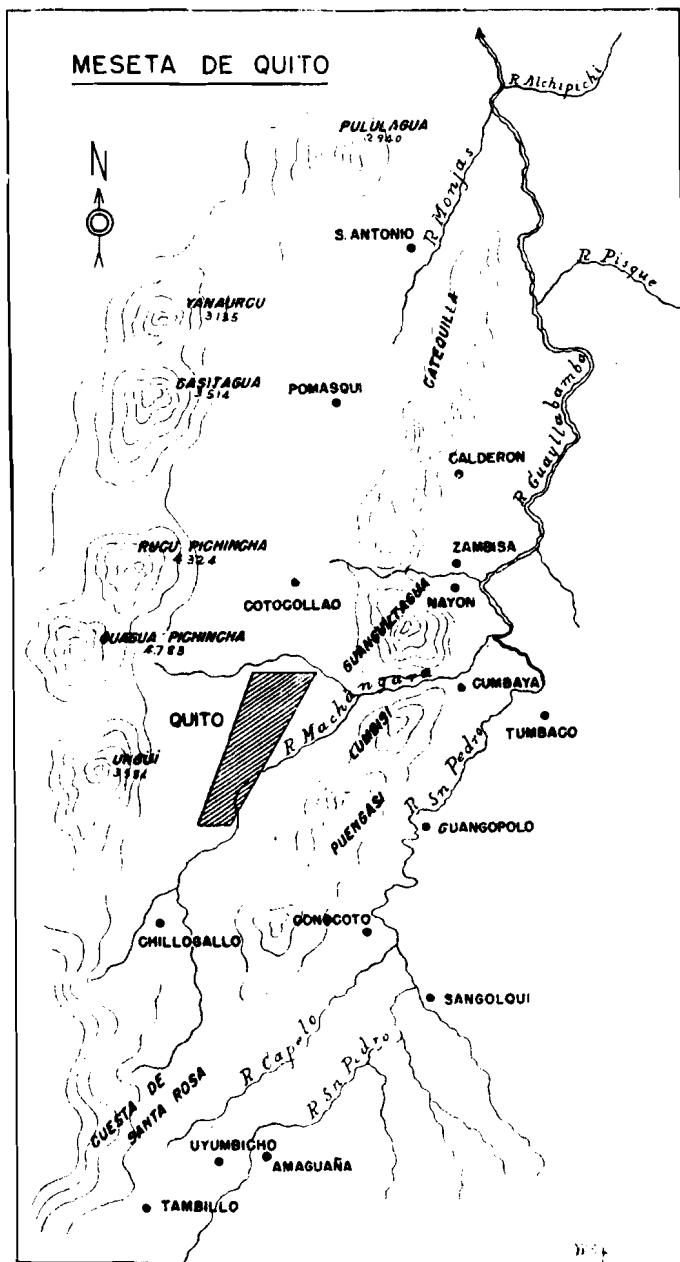 MESETA DE QUITO
R Alchipichi
PULULAGUA
2940
N
R Monjas
S. ANTONIO
R Pisque
YANAURCU
3135
CATEQUILLA
CASITAGUA
3514
POMASQUI
R Guayllabamba
CALDERON
RUCU PICHINCHA
4324
ZAMBISA
COTOCOLLAO
NAYON
GUANGUILTAGUA
GUAGUA PICHINCHA
4783
CUMBAYA
QUITO
R Machángara
TUMBACO
CUMBISI
UNGUI
R Sn Pedro
PUENGASI
GUANGOPOLO
CONOCOTO
CHILLOGALLO
SANGOLQUI
R Capelo
R Sn Pedro
CUESTA DE
SANTA ROSA
UYUMBICHO
AMAGUAÑA
TAMBILLO